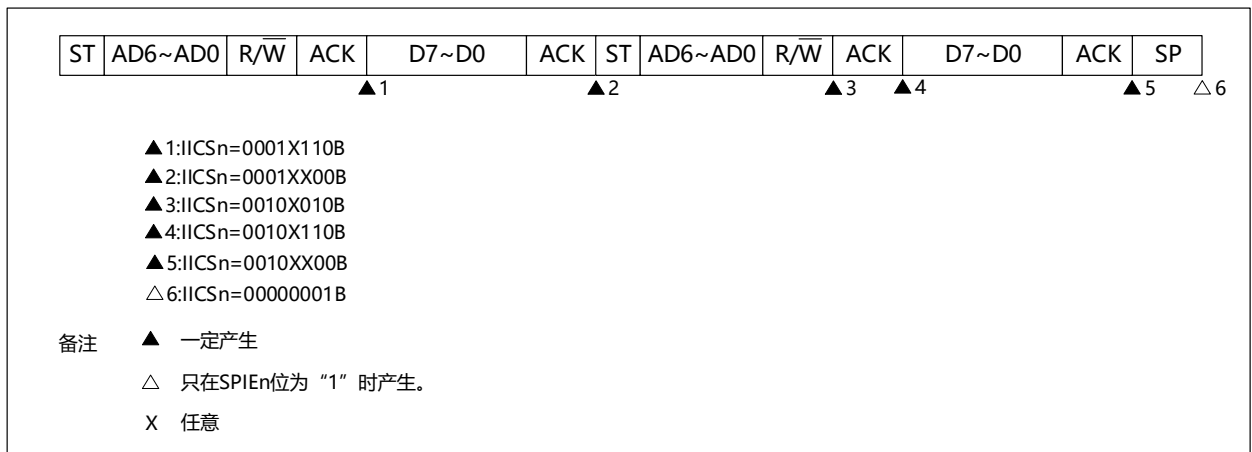 ST AD6~AD0 R/W̅ ACK D7~D0 ACK ST AD6~AD0 R/W̅ ACK D7~D0 ACK SP
▲1 ▲2 ▲3 ▲4 ▲5 △6
▲1:IICSn=0001X110B
▲2:IICSn=0001XX00B
▲3:IICSn=0010X010B
▲4:IICSn=0010X110B
▲5:IICSn=0010XX00B
△6:IICSn=00000001B
备注 ▲ 一定产生
△ 只在SPIEn位为“1”时产生。
X 任意